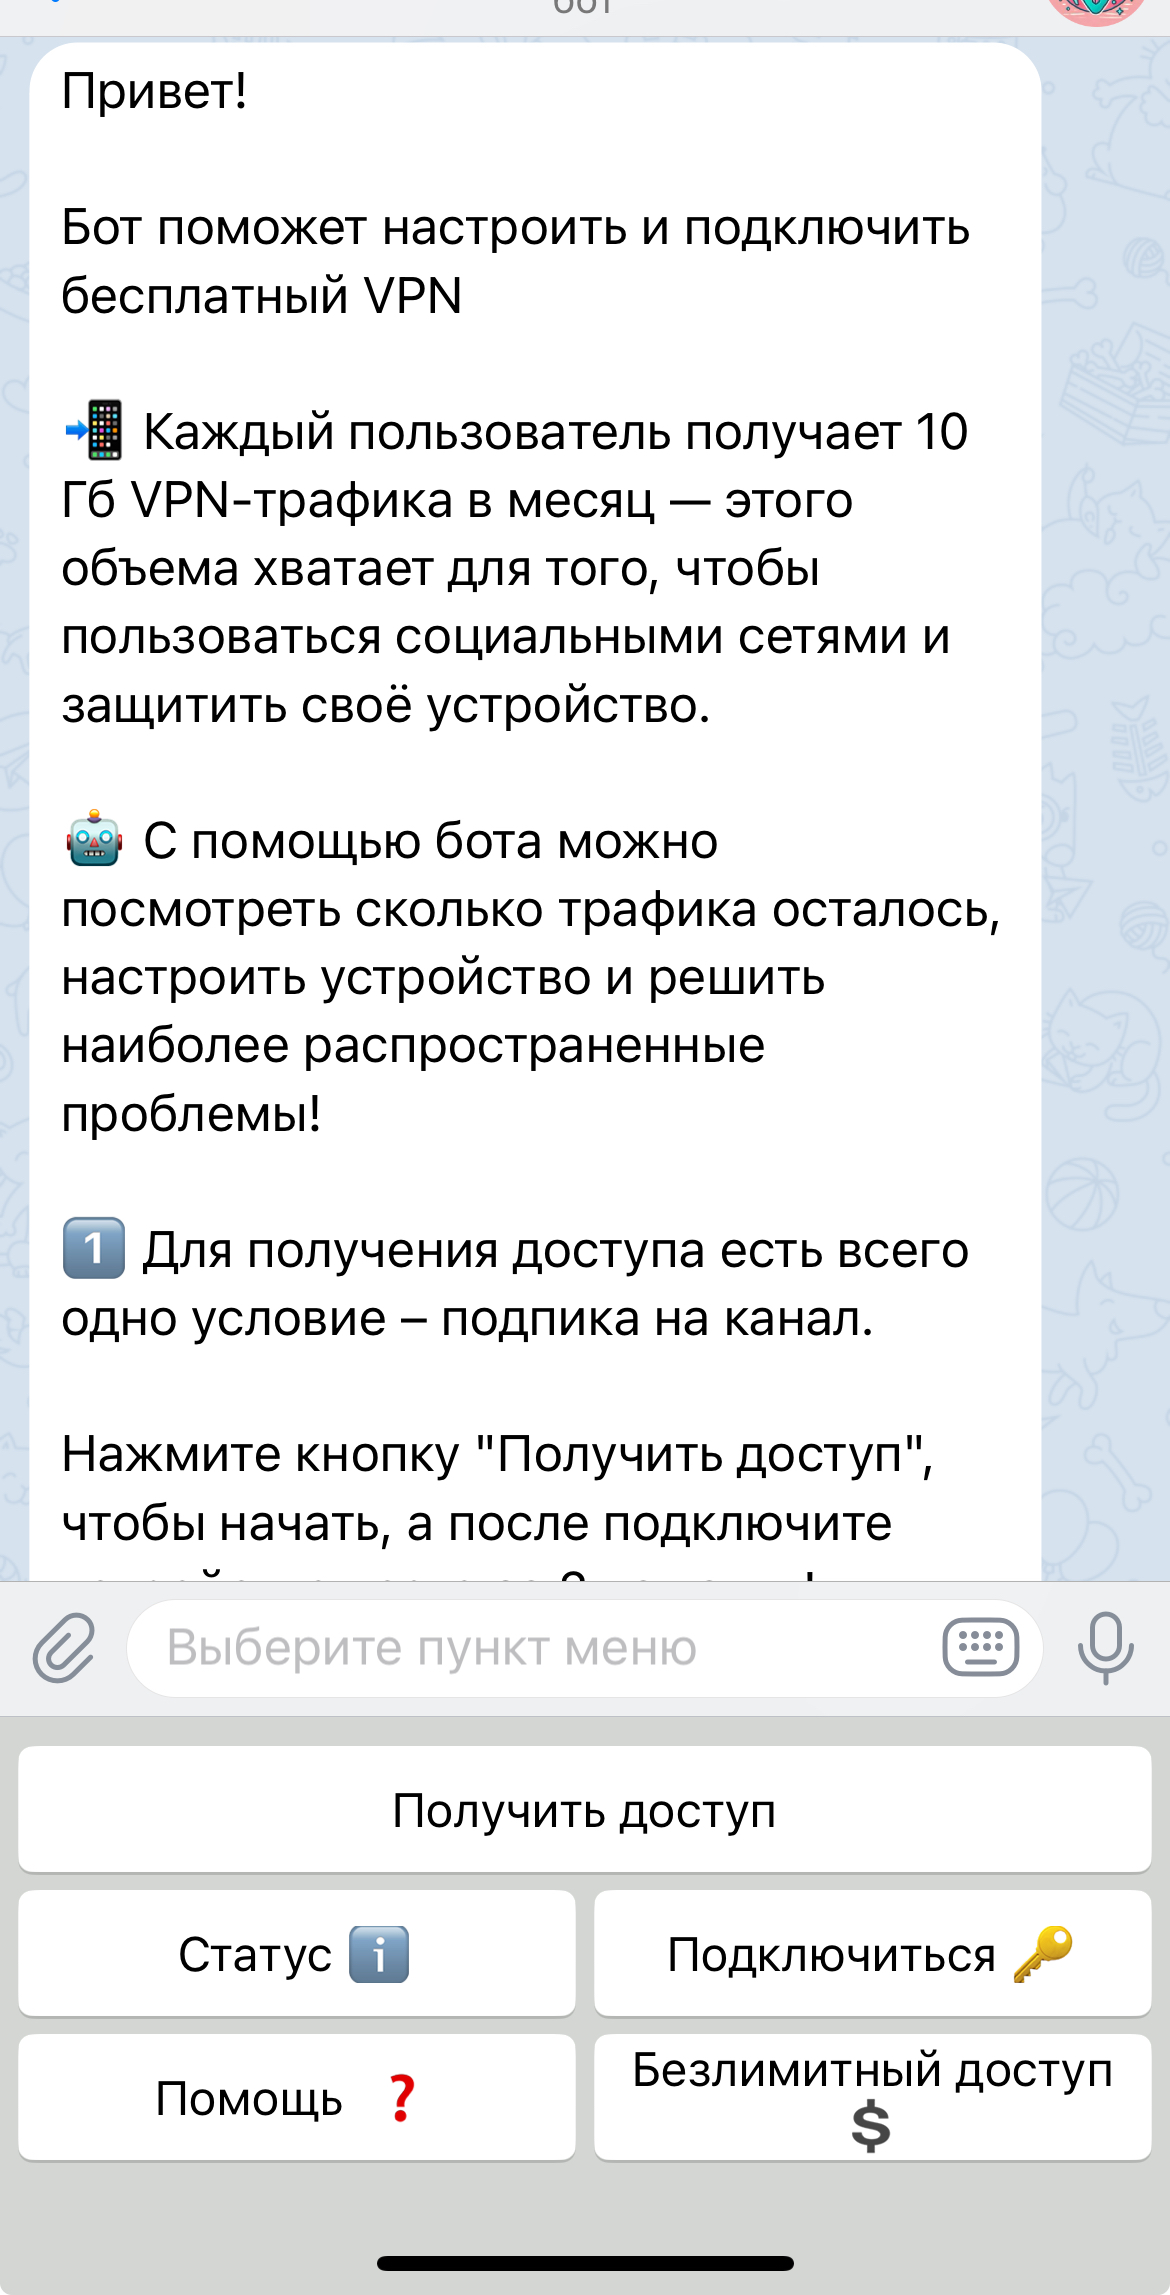 бот
Привет!
Бот поможет настроить и подключить
бесплатный VPN
📲 Каждый пользователь получает 10
Гб VPN-трафика в месяц — этого
объема хватает для того, чтобы
пользоваться социальными сетями и
защитить своё устройство.
🤖 С помощью бота можно
посмотреть сколько трафика осталось,
настроить устройство и решить
наиболее распространенные
проблемы!
1️⃣ Для получения доступа есть всего
одно условие – подпика на канал.
Нажмите кнопку "Получить доступ",
чтобы начать, а после подключите
Выберите пункт меню
Получить доступ
Статус ℹ️
Подключиться 🔑
Помощь ❓
Безлимитный доступ
💲